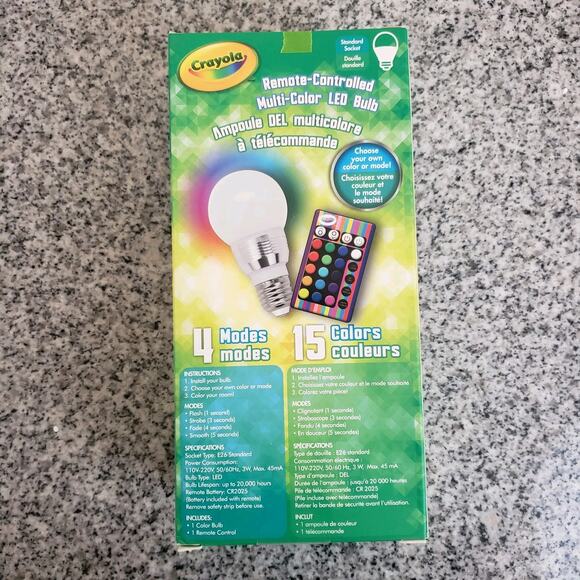 Crayola
Standard
Socket
Douille
standard
Remote-Controlled
Multi-Color LED Bulb
Ampoule DEL multicolore
à télécommande
Choose
your own
color or mode!
Choisissez votre
couleur et
le mode
souhaité!
4 Modes
modes
15 Colors
couleurs
INSTRUCTIONS
1. Install your bulb.
2. Choose your own color or mode
3. Color your room!
MODES
• Flash (1 second)
• Strobe (3 seconds)
• Fade (4 seconds)
• Smooth (5 seconds)
SPECIFICATIONS
Socket Type: E26 Standard
Power Consumption:
110V-220V 50/60Hz, 3W, Max. 45mA
Bulb Type: LED
Bulb Lifespan: up to 20,000 hours
Remote Battery: CR2025
(Battery included with remote)
Remove safety strip before use.
INCLUDES:
• 1 Color Bulb
• 1 Remote Control
MODE D'EMPLOI
1. Installez l'ampoule
2. Choisissez votre couleur et le mode souhaité
3. Colorez votre pièce!
MODES
• Clignotant (1 secondes)
• Stroboscope (3 secondes)
• Fondu (4 secondes)
• En douceur (5 secondes)
SPÉCIFICATIONS
Type de douille : E26 standard
Consommation électrique :
110V-220V, 50/60 Hz, 3 W, Max. 45 mA
Type d'ampoule : DEL
Durée de l'ampoule : jusqu'à 20 000 heures
Pile de télécommande : CR 2025
(Pile incluse avec télécommande)
Retirer la bande de sécurité avant l'utilisation.
INCLUT
• 1 ampoule de couleur
• 1 télécommande